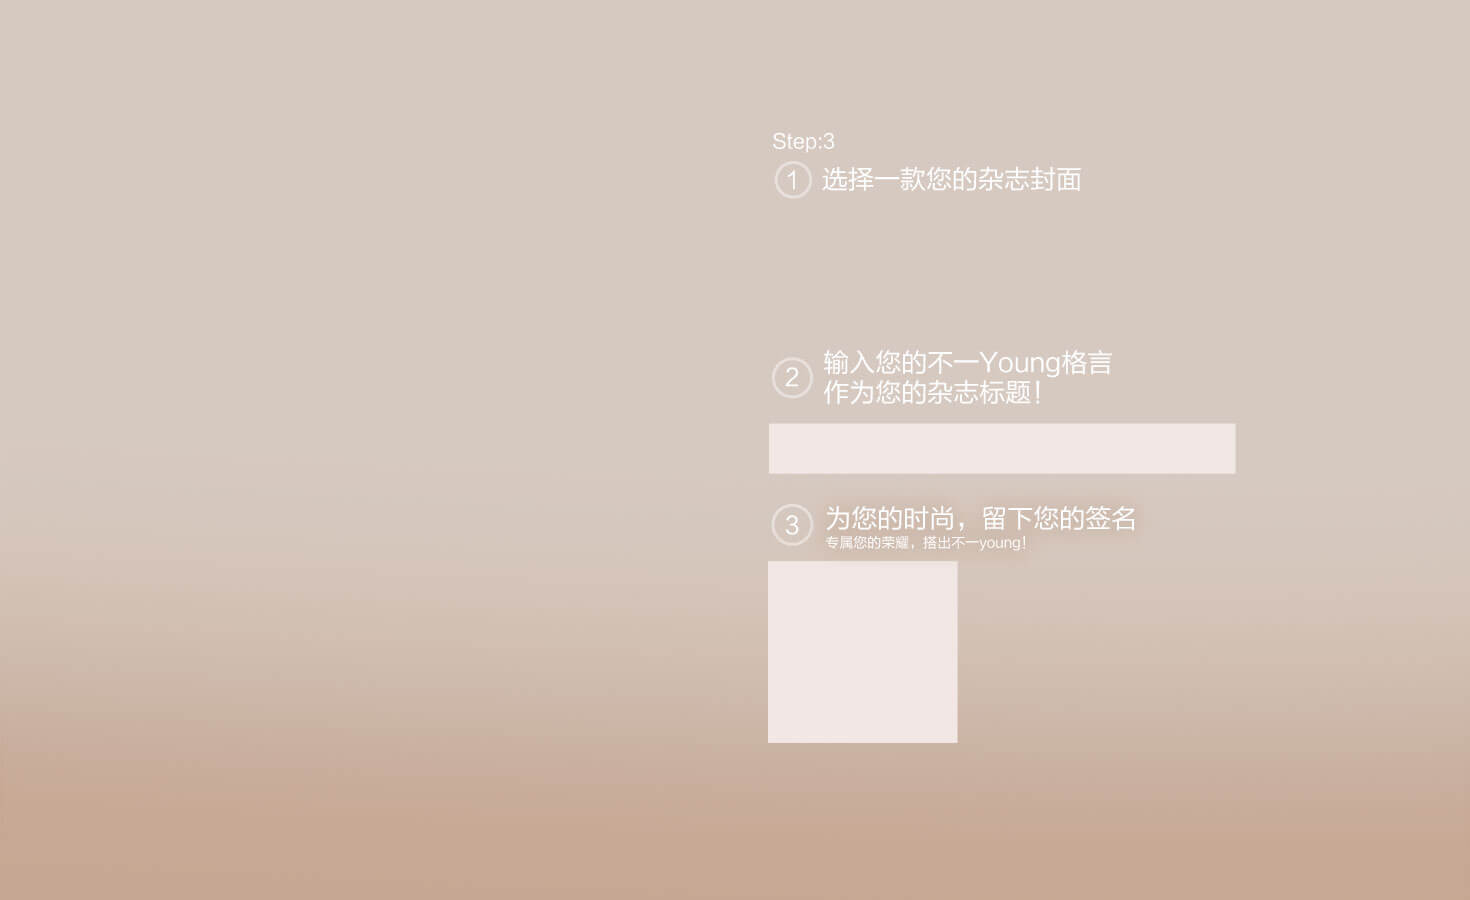 Step:3
1 选择一款您的杂志封面
2 输入您的不一Young格言
作为您的杂志标题！
3 为您的时尚，留下您的签名
专属您的荣耀，搭出不一young！